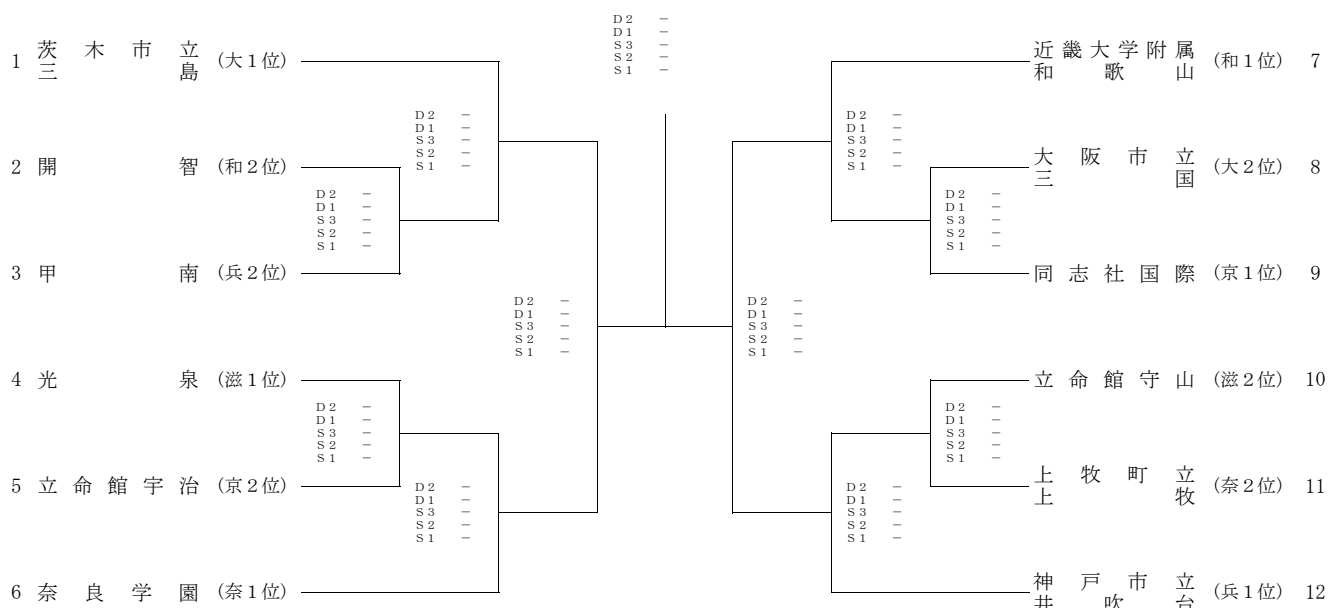 D2 －
D1 －
S3 －
S2 －
S1 －
1 茨木市立三島 (大1位)
D2 －
D1 －
S3 －
S2 －
S1 －
2 開智 (和2位)
D2 －
D1 －
S3 －
S2 －
S1 －
3 甲南 (兵2位)
D2 －
D1 －
S3 －
S2 －
S1 －
4 光泉 (滋1位)
D2 －
D1 －
S3 －
S2 －
S1 －
5 立命館宇治 (京2位)
D2 －
D1 －
S3 －
S2 －
S1 －
6 奈良学園 (奈1位)
近畿大学附属和歌山 (和1位) 7
D2 －
D1 －
S3 －
S2 －
S1 －
大阪市立三国 (大2位) 8
D2 －
D1 －
S3 －
S2 －
S1 －
同志社国際 (京1位) 9
D2 －
D1 －
S3 －
S2 －
S1 －
立命館守山 (滋2位) 10
D2 －
D1 －
S3 －
S2 －
S1 －
上牧町立上牧 (奈2位) 11
D2 －
D1 －
S3 －
S2 －
S1 －
神戸市立井吹台 (兵1位) 12